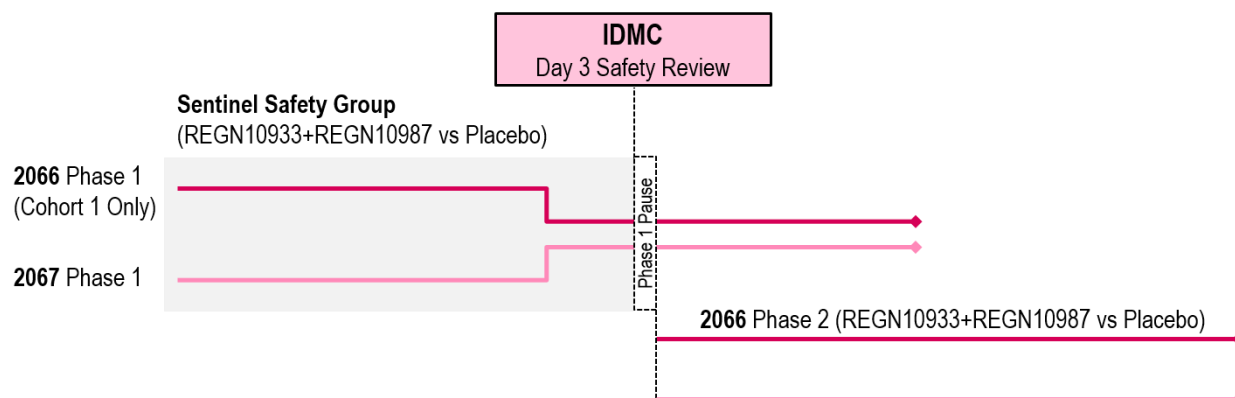 IDMC
Day 3 Safety Review
Sentinel Safety Group
(REGN10933+REGN10987 vs Placebo)
2066 Phase 1
(Cohort 1 Only)
Phase 1 Pause
2067 Phase 1
2066 Phase 2 (REGN10933+REGN10987 vs Placebo)